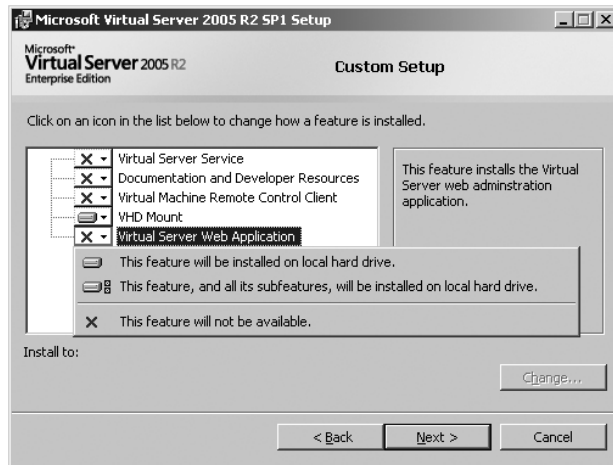 Microsoft Virtual Server 2005 R2 SP1 Setup
Microsoft
Virtual Server 2005 R2
Enterprise Edition
Custom Setup
Click on an icon in the list below to change how a feature is installed.
Virtual Server Service
Documentation and Developer Resources
Virtual Machine Remote Control Client
VHD Mount
Virtual Server Web Application
This feature installs the Virtual
Server web adminstration
application.
This feature will be installed on local hard drive.
This feature, and all its subfeatures, will be installed on local hard drive.
This feature will not be available.
Install to:
Change...
< Back
Next >
Cancel